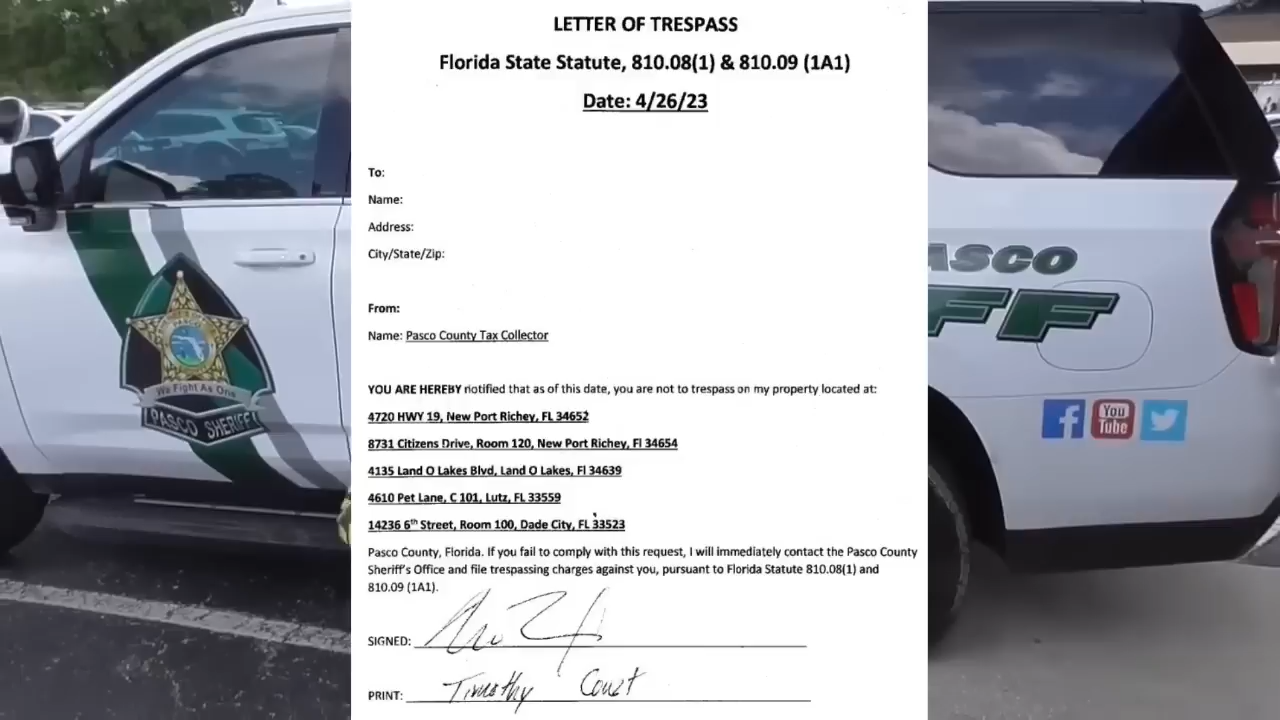 LETTER OF TRESPASS
Florida State Statute, 810.08(1) & 810.09 (1A1)
Date: 4/26/23
To:
Name:
Address:
City/State/Zip:
From:
Name: Pasco County Tax Collector
YOU ARE HEREBY notified that as of this date, you are not to trespass on my property located at:
4720 HWY 19, New Port Richey, FL 34652
8731 Citizens Drive, Room 120, New Port Richey, Fl 34654
4135 Land O Lakes Blvd, Land O Lakes, Fl 34639
4610 Pet Lane, C 101, Lutz, FL 33559
14236 6th Street, Room 100, Dade City, FL 33523
Pasco County, Florida. If you fail to comply with this request, I will immediately contact the Pasco County
Sheriff's Office and file trespassing charges against you, pursuant to Florida Statute 810.08(1) and
810.09 (1A1).
SIGNED:
PRINT: Timothy Couet
We Fight As One
PASCO SHERIFF
ASCO
FF
You
Tube